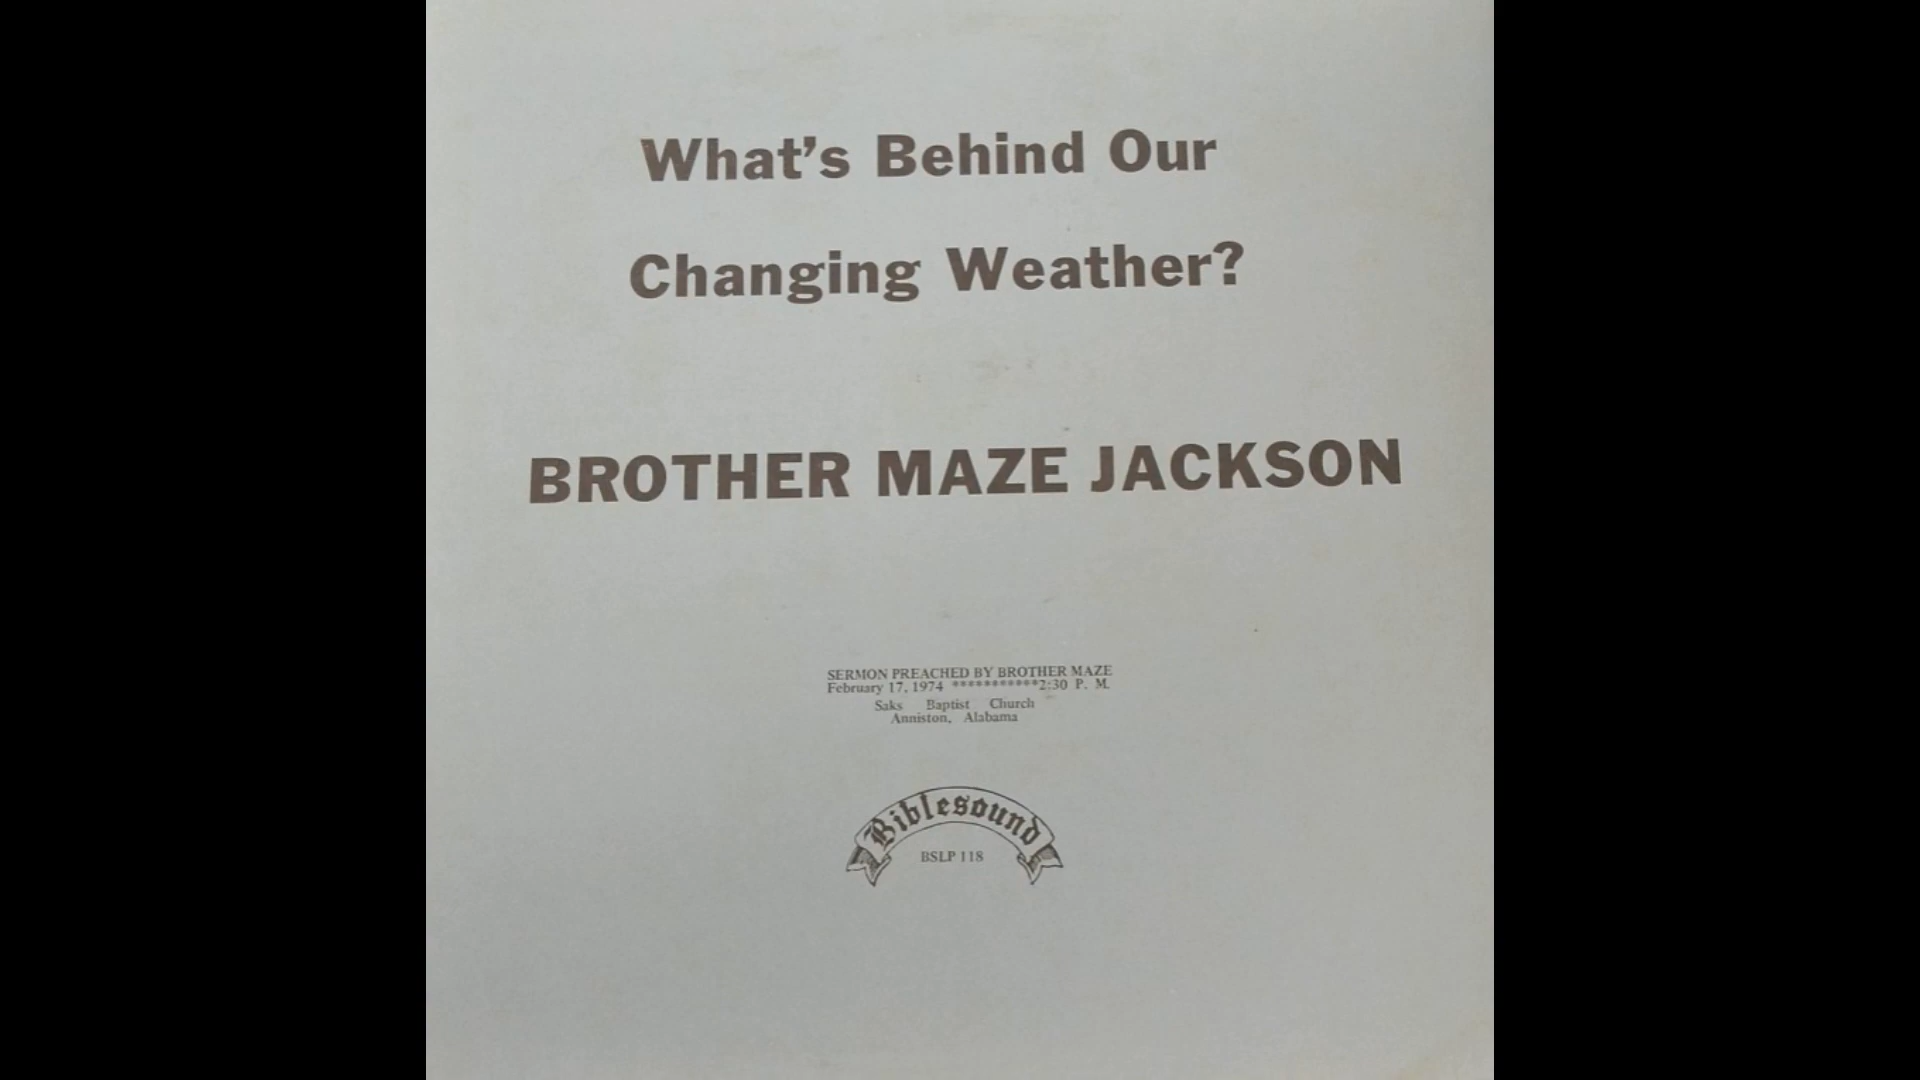 What's Behind Our
Changing Weather?
BROTHER MAZE JACKSON
SERMON PREACHED BY BROTHER MAZE
February 17, 1974 ***********2:30 P. M.
Saks Baptist Church
Anniston, Alabama
Biblesound
BSLP 118